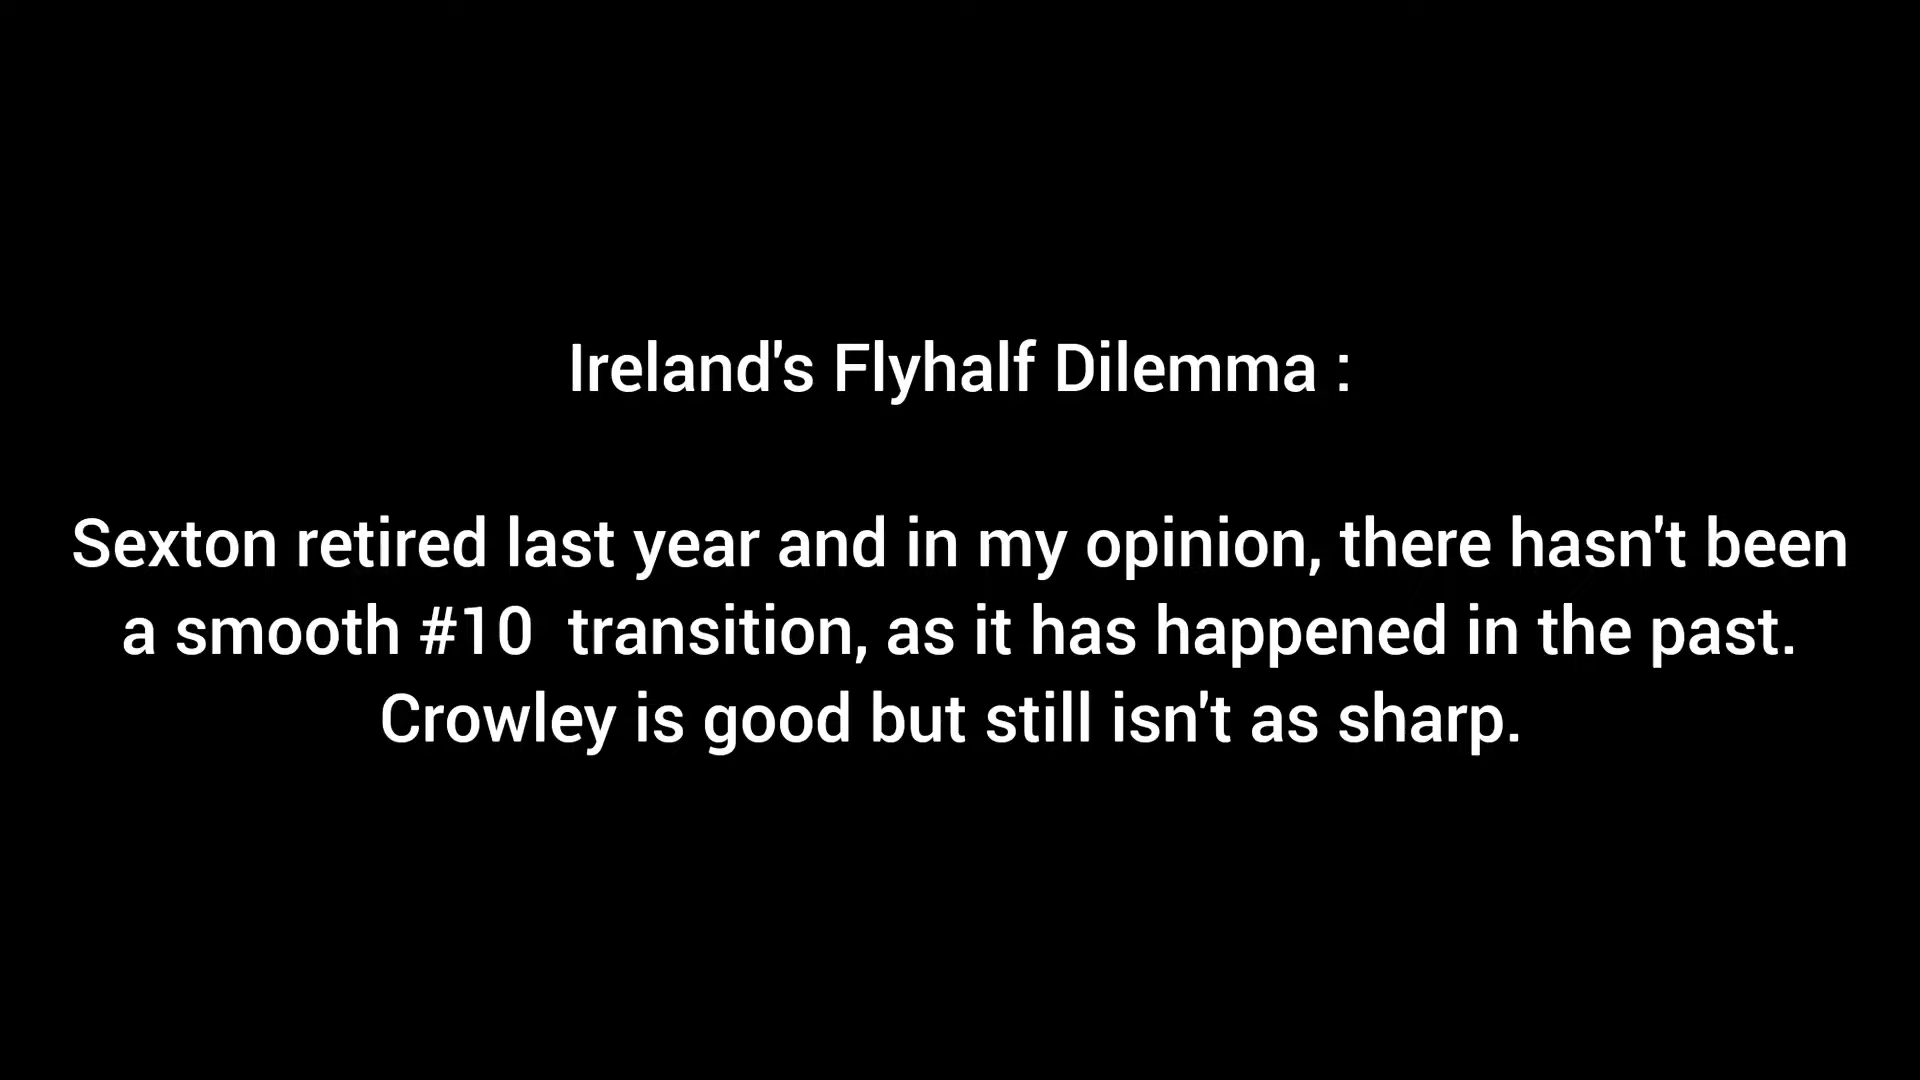 Ireland's Flyhalf Dilemma :
Sexton retired last year and in my opinion, there hasn't been
a smooth #10  transition, as it has happened in the past.
Crowley is good but still isn't as sharp.